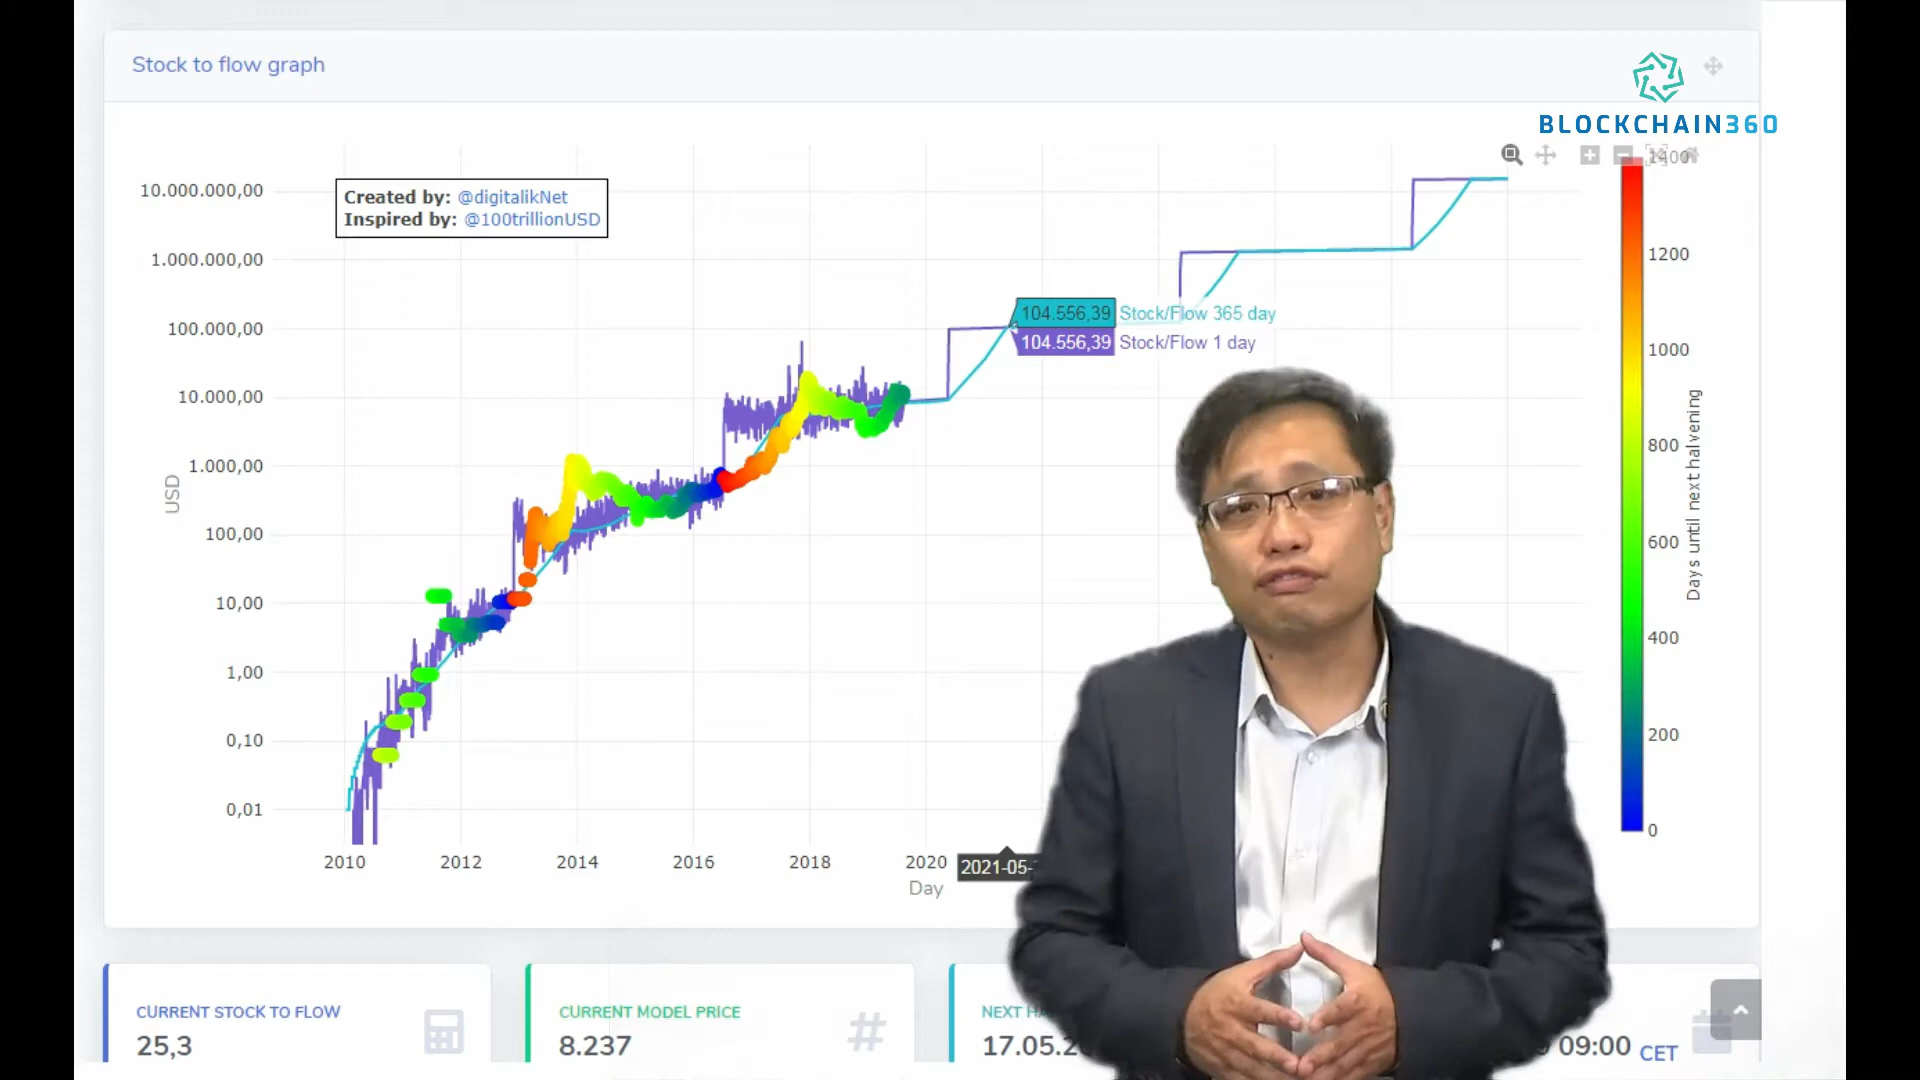 Stock to flow graph
BLOCKCHAIN360
Created by: @digitalikNet
Inspired by: @100trillionUSD
10.000.000,00
1.000.000,00
100.000,00
10.000,00
1.000,00
100,00
10,00
1,00
0,10
0,01
USD
104.556,39 Stock/Flow 365 day
104.556,39 Stock/Flow 1 day
1400
1200
1000
800
600
400
200
0
Days until next halvening
2010 2012 2014 2016 2018 2020 2021-05-
Day
CURRENT STOCK TO FLOW
25,3
CURRENT MODEL PRICE
#
8.237
NEXT
17.05.2 09:00 CET